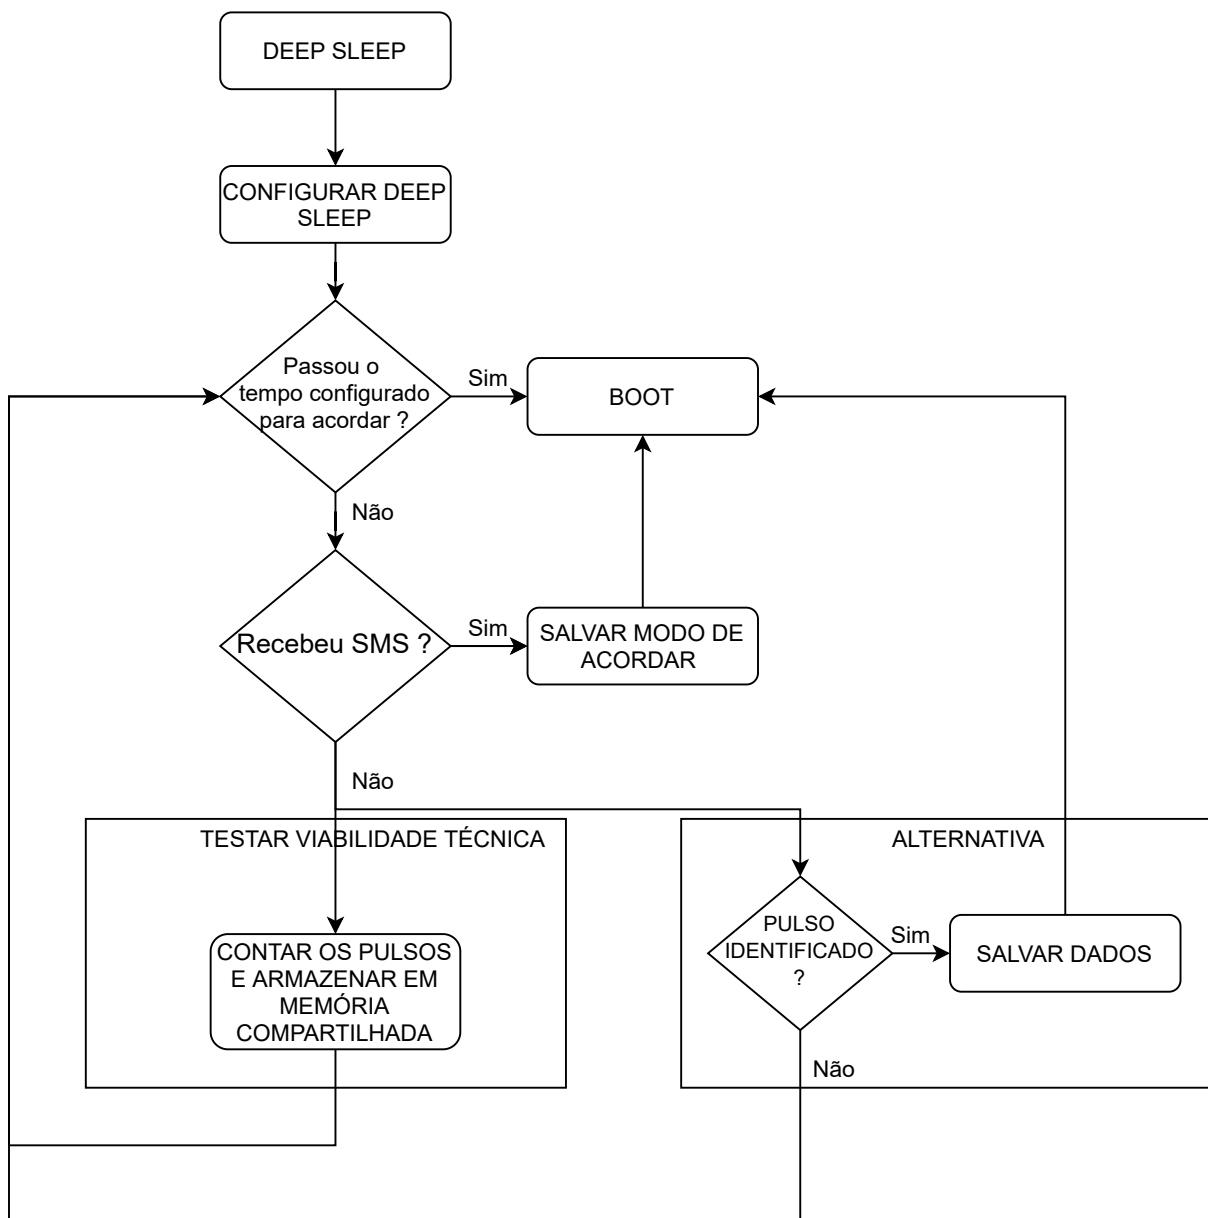 DEEP SLEEP
CONFIGURAR DEEP
SLEEP
Passou o
tempo configurado
para acordar ?
Sim
BOOT
Não
Recebeu SMS ?
Sim
SALVAR MODO DE
ACORDAR
Não
TESTAR VIABILIDADE TÉCNICA
ALTERNATIVA
CONTAR OS PULSOS
E ARMAZENAR EM
MEMÓRIA
COMPARTILHADA
PULSO
IDENTIFICADO
?
Sim
SALVAR DADOS
Não